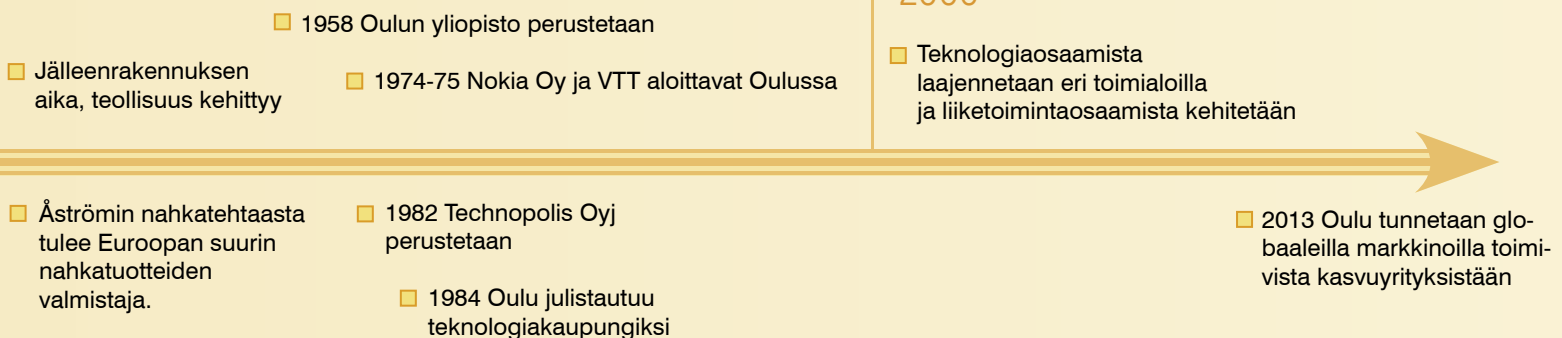 2000
1958 Oulun yliopisto perustetaan
Jälleenrakennuksen
aika, teollisuus kehittyy
1974-75 Nokia Oy ja VTT aloittavat Oulussa
Teknologiaosaamista
laajennetaan eri toimialoilla
ja liiketoimintaosaamista kehitetään
Åströmin nahkatehtaasta
tulee Euroopan suurin
nahkatuotteiden
valmistaja.
1982 Technopolis Oyj
perustetaan
1984 Oulu julistautuu
teknologiakaupungiksi
2013 Oulu tunnetaan glo-
baaleilla markkinoilla toimi-
vista kasvuyrityksistään